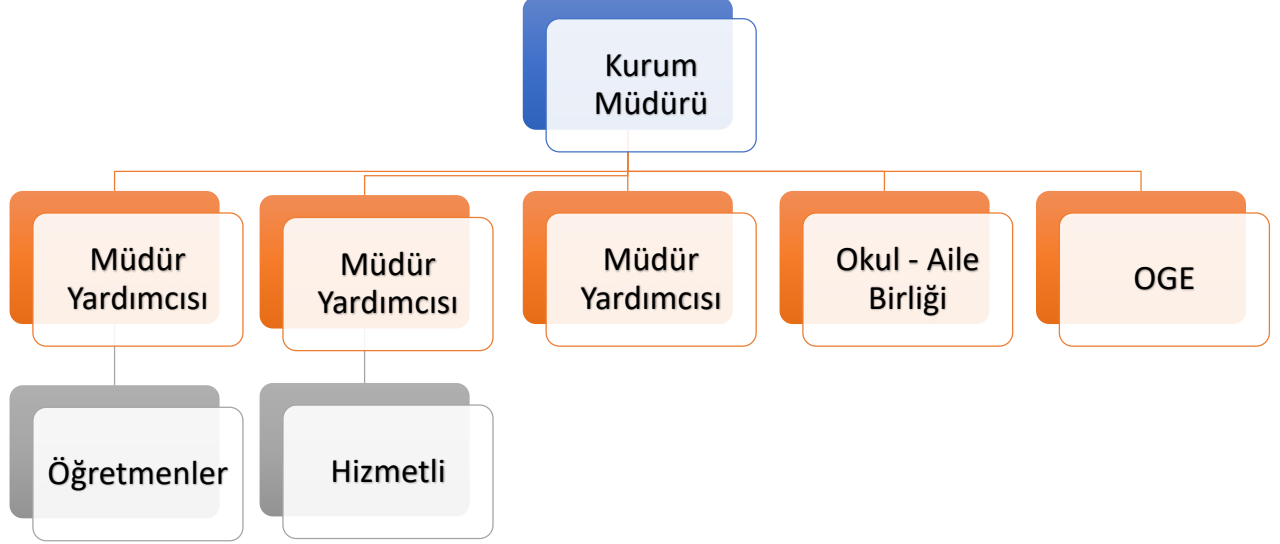 Kurum
Müdürü
Müdür
Yardımcısı
Müdür
Yardımcısı
Müdür
Yardımcısı
Okul - Aile
Birliği
OGE
Öğretmenler
Hizmetli